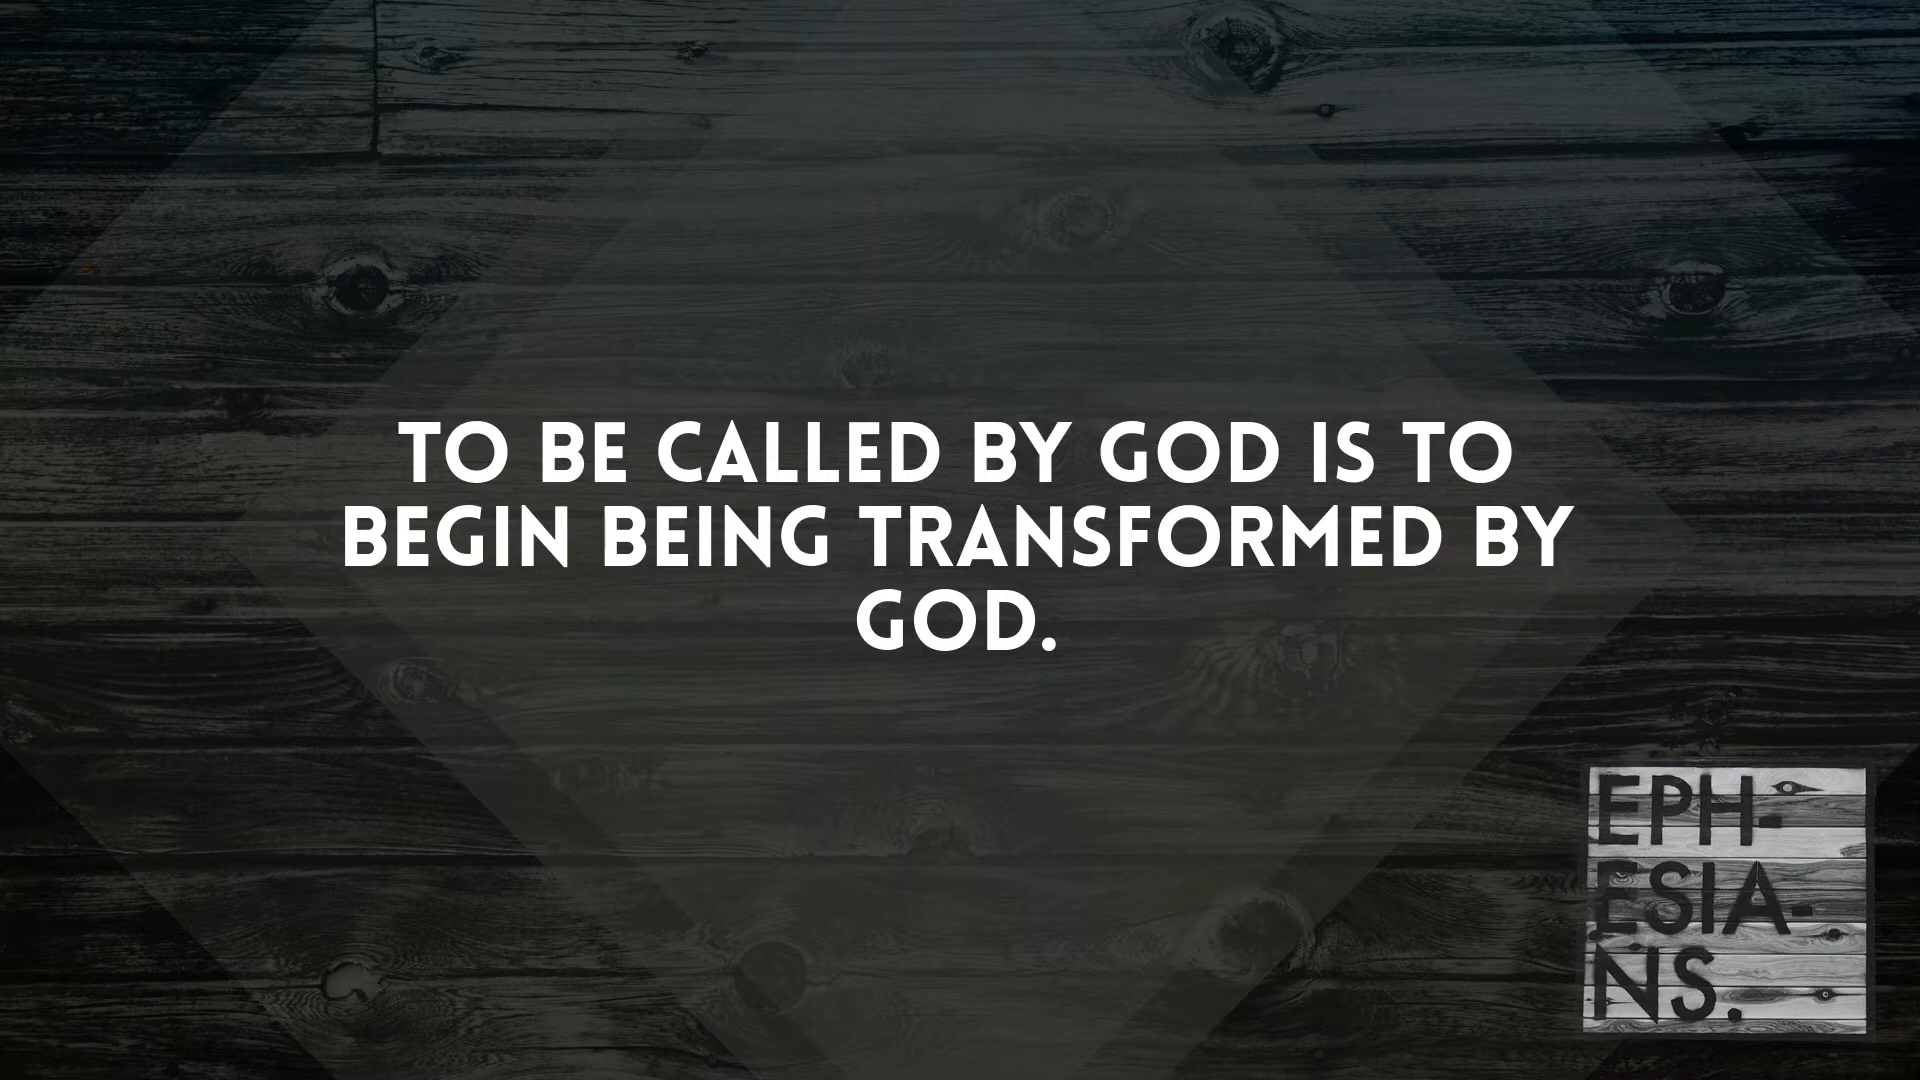 TO BE CALLED BY GOD IS TO
BEGIN BEING TRANSFORMED BY
GOD.
EPH-
ESIA-
NS.